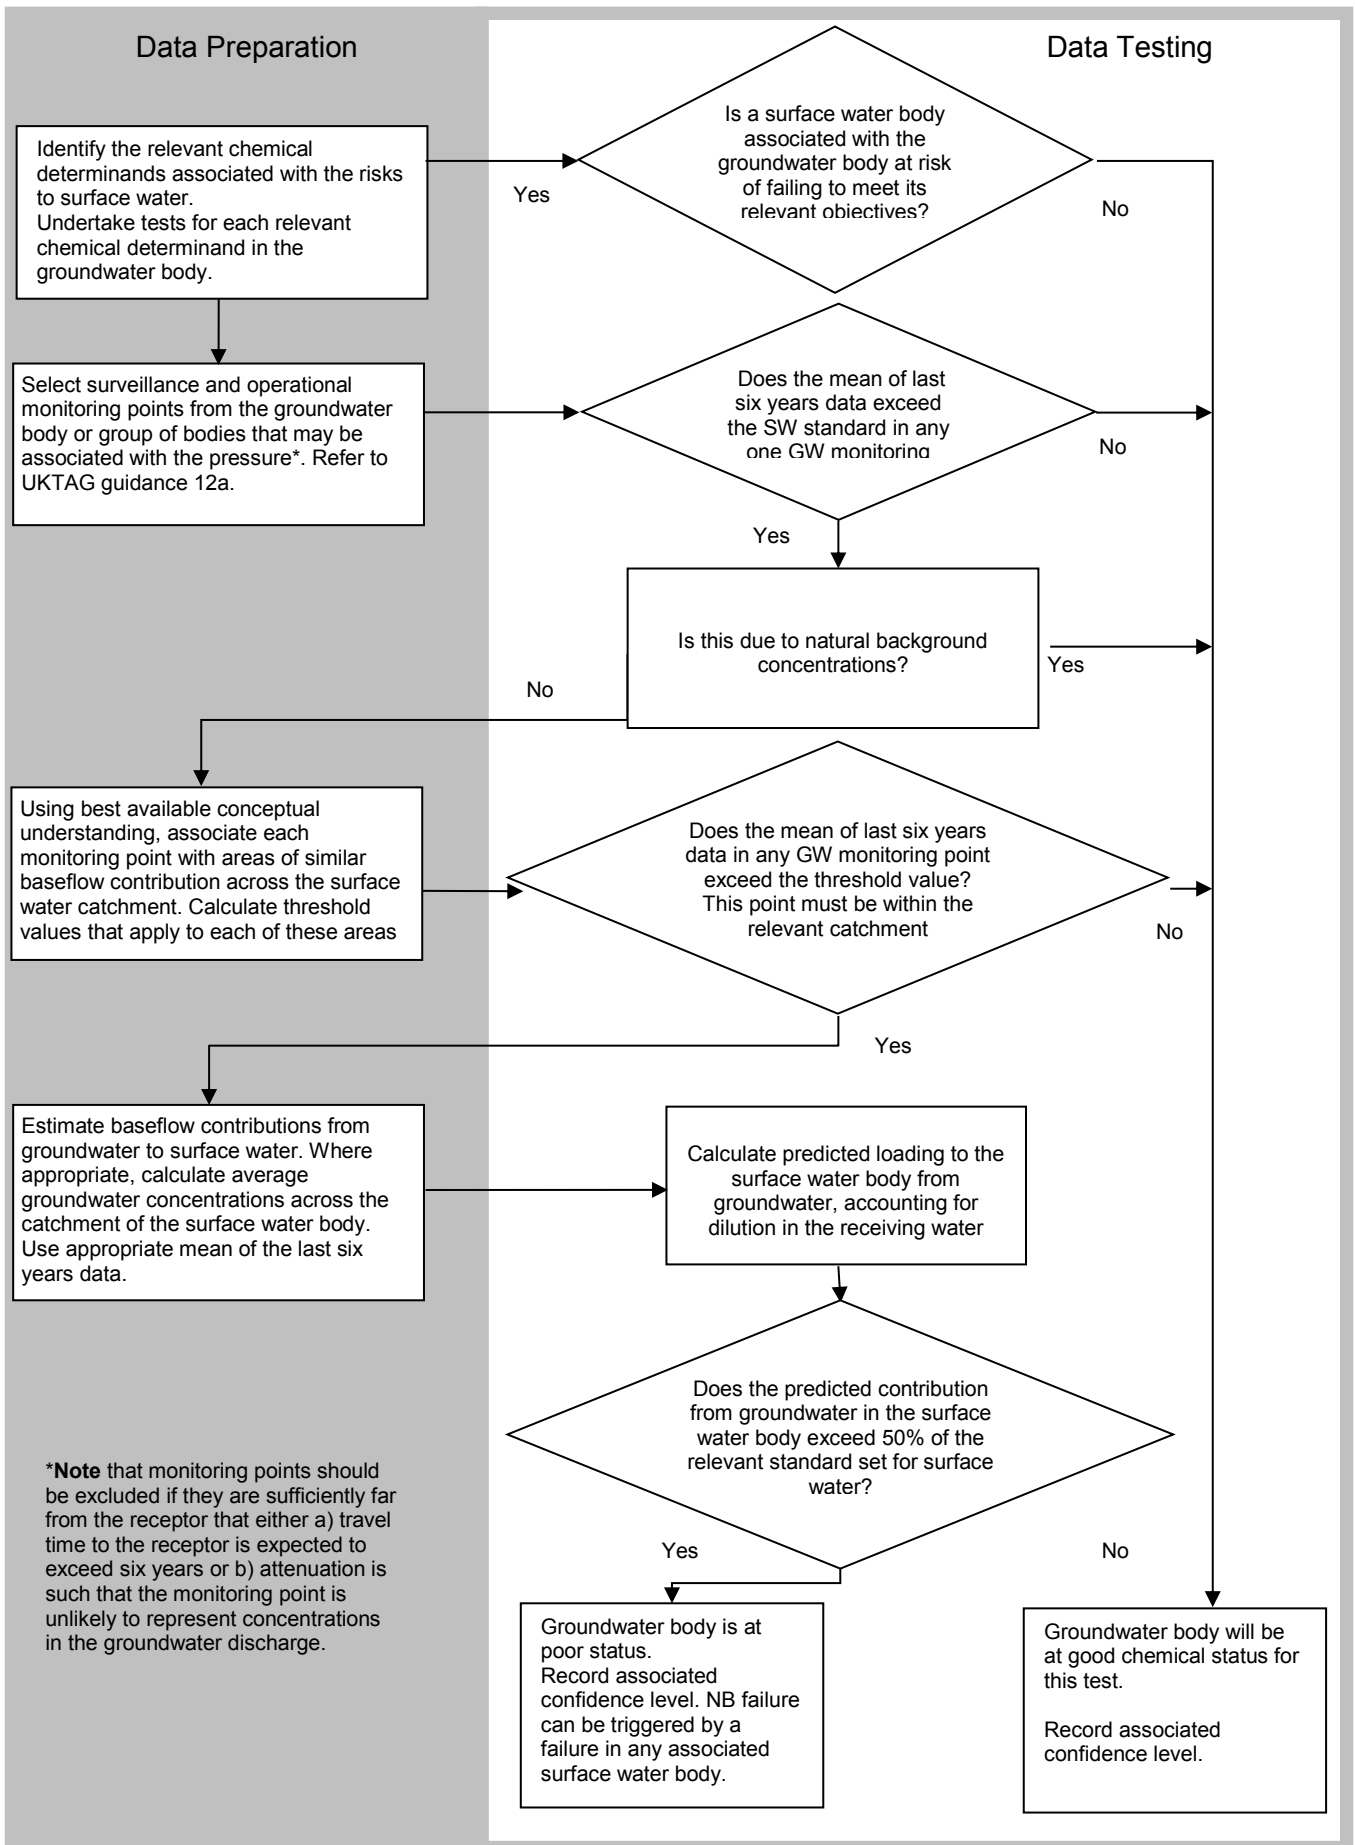 Data Preparation
Data Testing
Identify the relevant chemical
determinands associated with the risks
to surface water.
Undertake tests for each relevant
chemical determinand in the
groundwater body.
Yes
Is a surface water body
associated with the
groundwater body at risk
of failing to meet its
relevant objectives?
No
Select surveillance and operational
monitoring points from the groundwater
body or group of bodies that may be
associated with the pressure*. Refer to
UKTAG guidance 12a.
Does the mean of last
six years data exceed
the SW standard in any
one GW monitoring
No
Yes
Is this due to natural background
concentrations?
Yes
No
Using best available conceptual
understanding, associate each
monitoring point with areas of similar
baseflow contribution across the surface
water catchment. Calculate threshold
values that apply to each of these areas
Does the mean of last six years
data in any GW monitoring point
exceed the threshold value?
This point must be within the
relevant catchment
No
Yes
Estimate baseflow contributions from
groundwater to surface water. Where
appropriate, calculate average
groundwater concentrations across the
catchment of the surface water body.
Use appropriate mean of the last six
years data.
Calculate predicted loading to the
surface water body from
groundwater, accounting for
dilution in the receiving water
Does the predicted contribution
from groundwater in the surface
water body exceed 50% of the
relevant standard set for surface
water?
*Note that monitoring points should
be excluded if they are sufficiently far
from the receptor that either a) travel
time to the receptor is expected to
exceed six years or b) attenuation is
such that the monitoring point is
unlikely to represent concentrations
in the groundwater discharge.
Yes
No
Groundwater body is at
poor status.
Record associated
confidence level. NB failure
can be triggered by a
failure in any associated
surface water body.
Groundwater body will be
at good chemical status for
this test.
Record associated
confidence level.